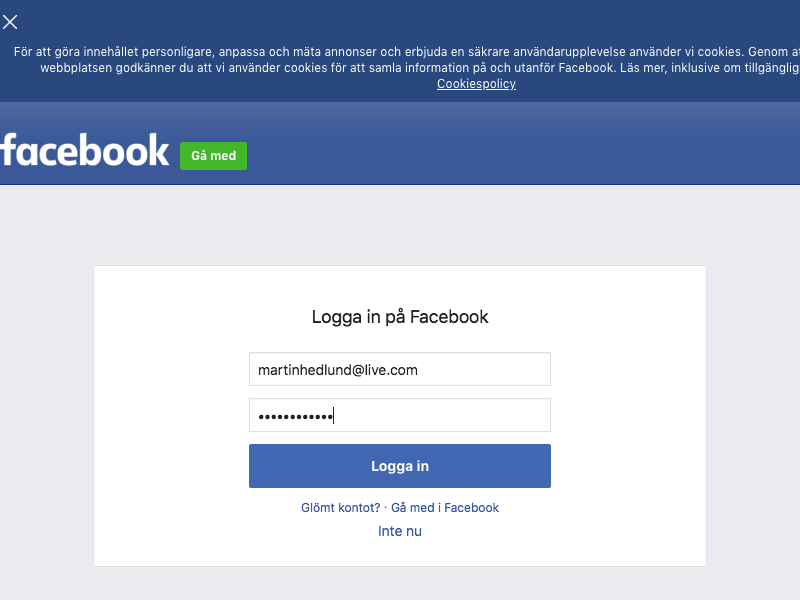 För att göra innehållet personligare, anpassa och mäta annonser och erbjuda en säkrare användarupplevelse använder vi cookies. Genom at
webbplatsen godkänner du att vi använder cookies för att samla information på och utanför Facebook. Läs mer, inklusive om tillgänglig
Cookiespolicy
facebook
Gå med
Logga in på Facebook
martinhedlund@live.com
••••••••••••
Logga in
Glömt kontot? · Gå med i Facebook
Inte nu